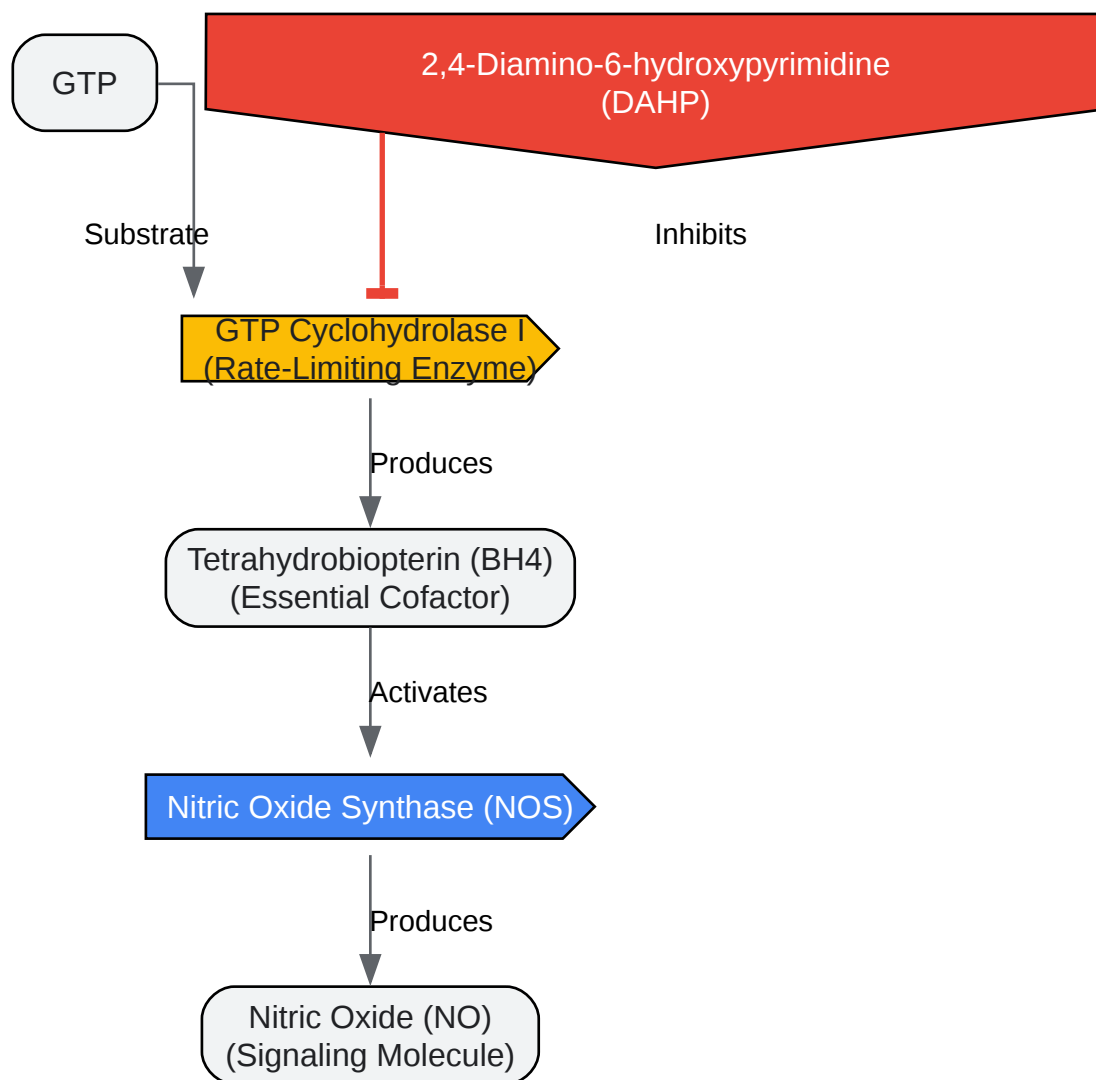 GTP
2,4-Diamino-6-hydroxypyrimidine
(DAHP)
Substrate
Inhibits
GTP Cyclohydrolase I
(Rate-Limiting Enzyme)
Produces
Tetrahydrobiopterin (BH4)
(Essential Cofactor)
Activates
Nitric Oxide Synthase (NOS)
Produces
Nitric Oxide (NO)
(Signaling Molecule)